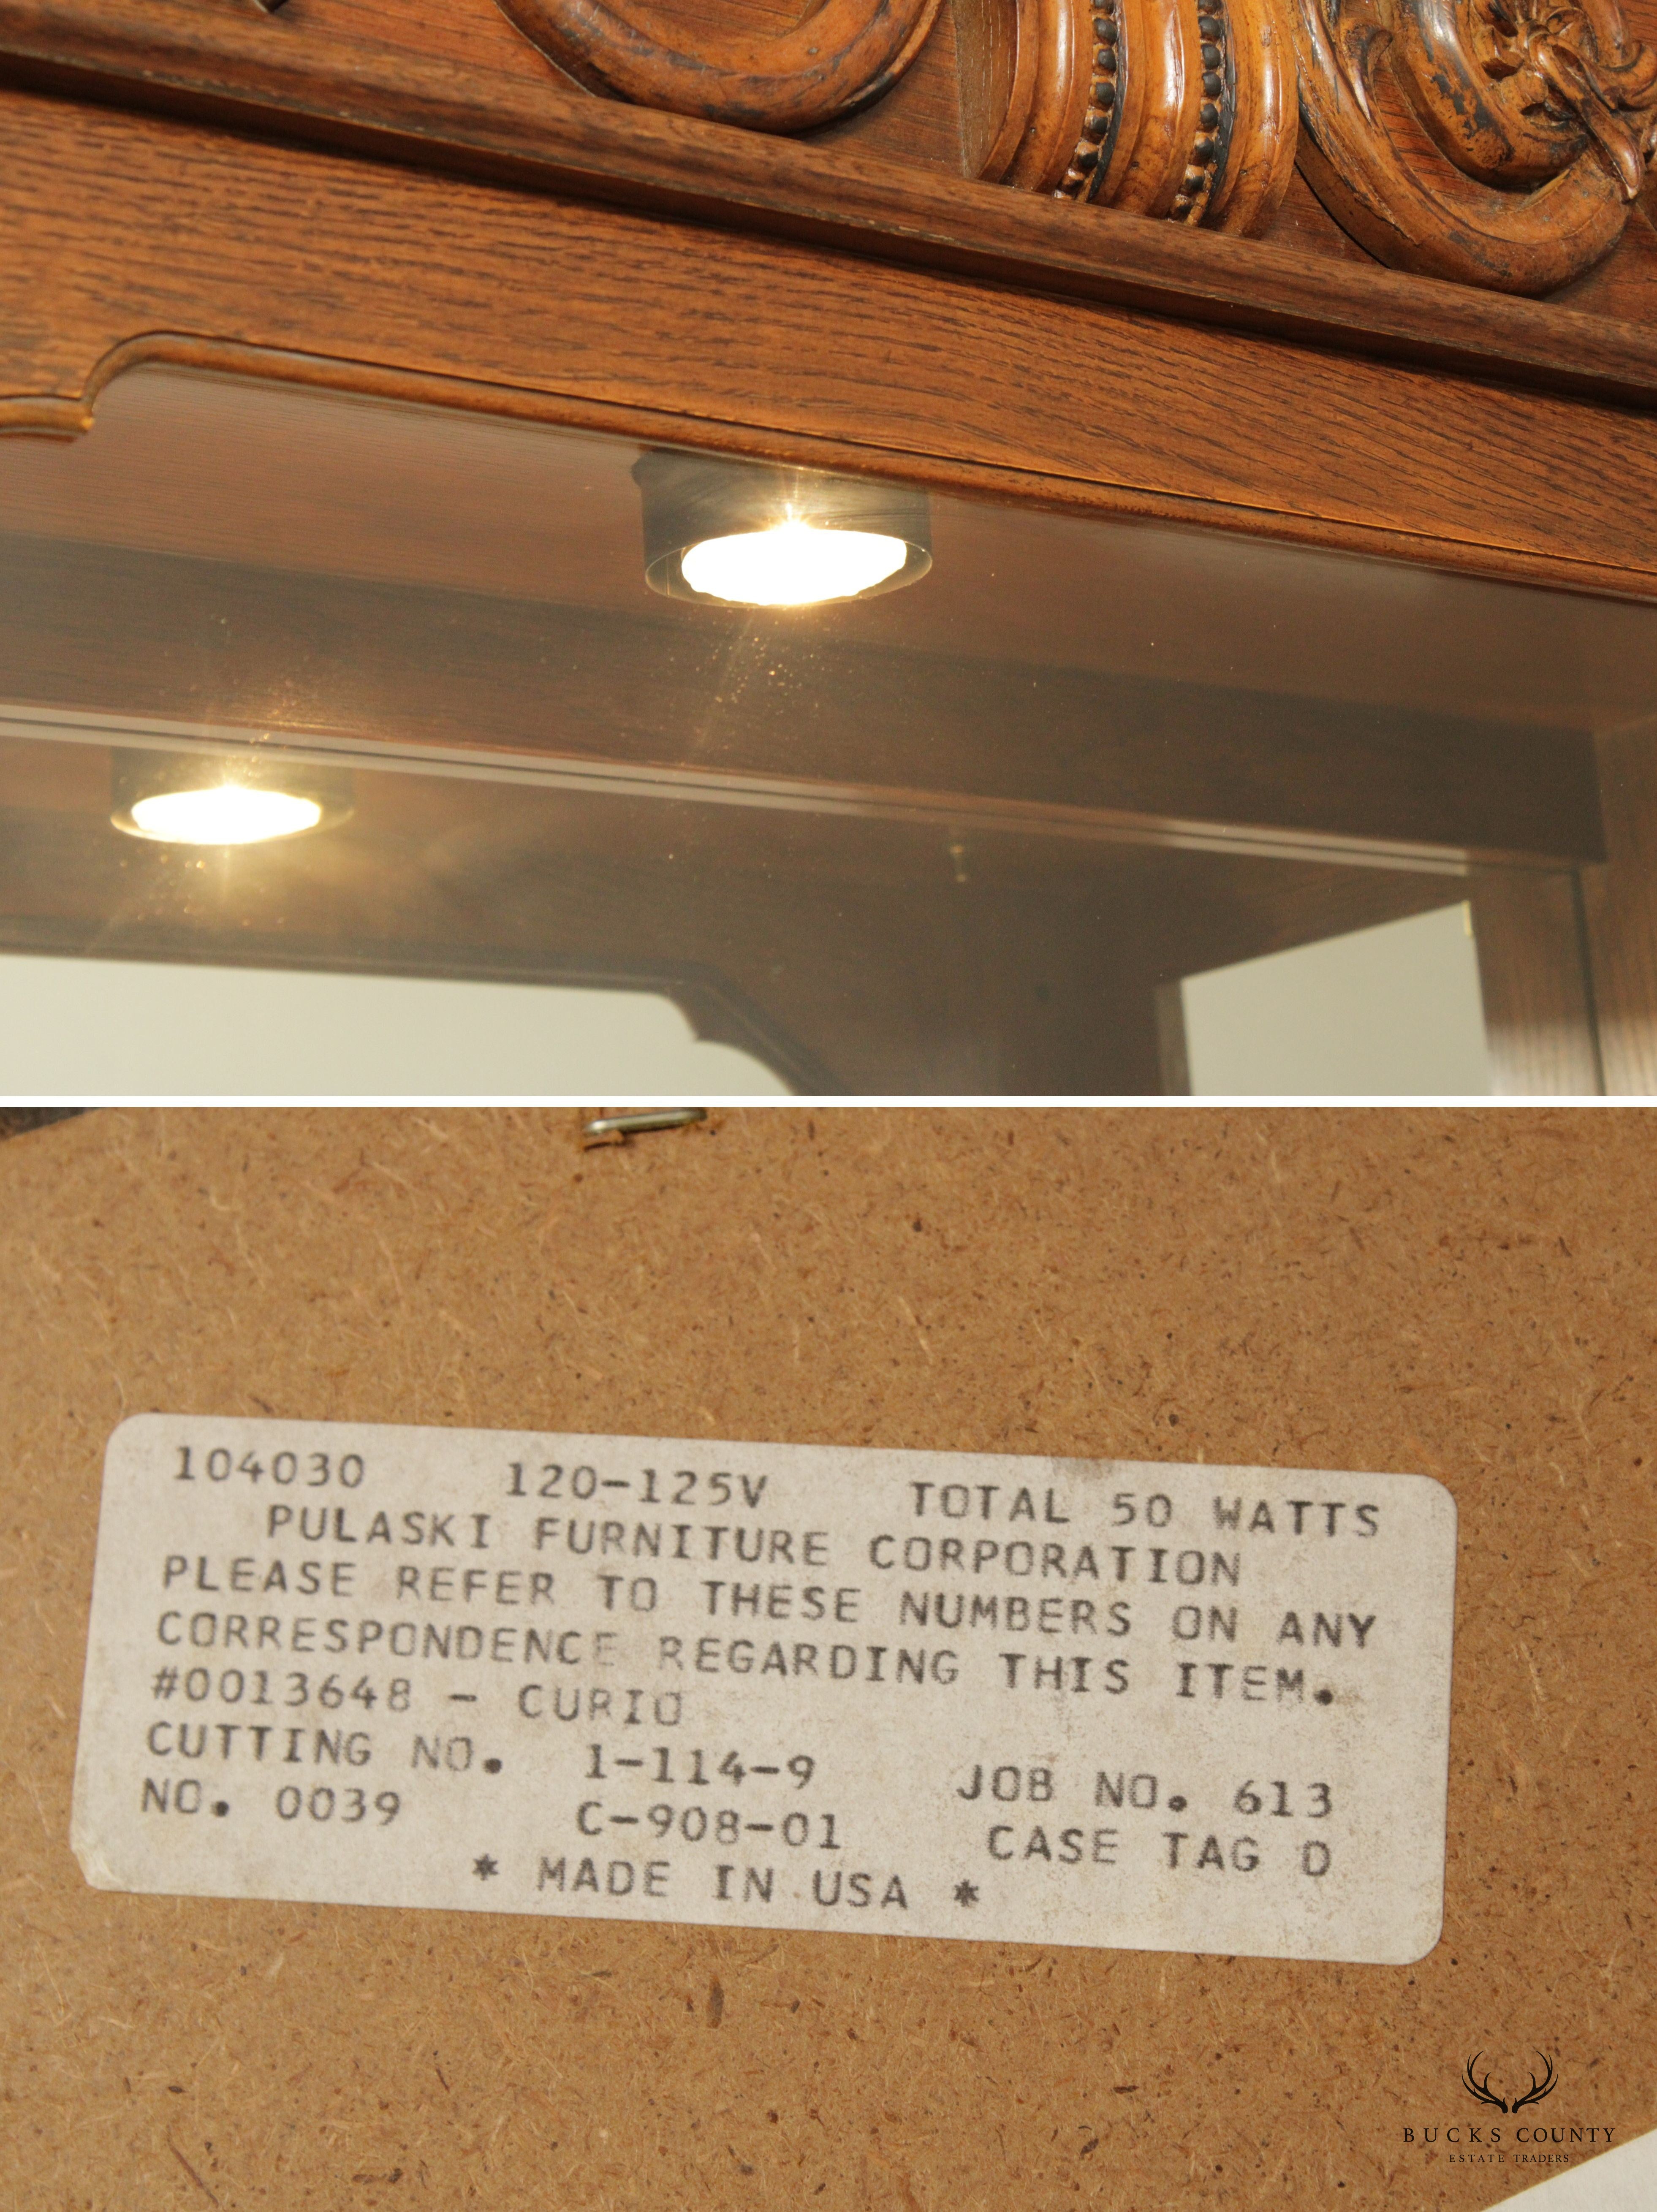 104030 120-125V TOTAL 50 WATTS
PULASKI FURNITURE CORPORATION
PLEASE REFER TO THESE NUMBERS ON ANY
CORRESPONDENCE REGARDING THIS ITEM.
#0013648 - CURIO
CUTTING NO. 1-114-9 JOB NO. 613
NO. 0039 C-908-01 CASE TAG D
* MADE IN USA *
BUCKS COUNTY
ESTATE TRADERS